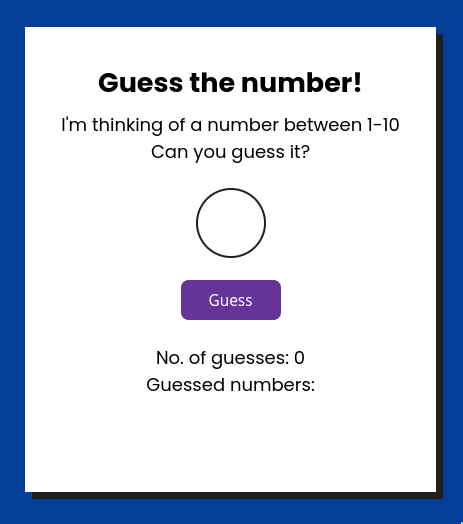 Guess the number!
I'm thinking of a number between 1-10
Can you guess it?
Guess
No. of guesses: 0
Guessed numbers: